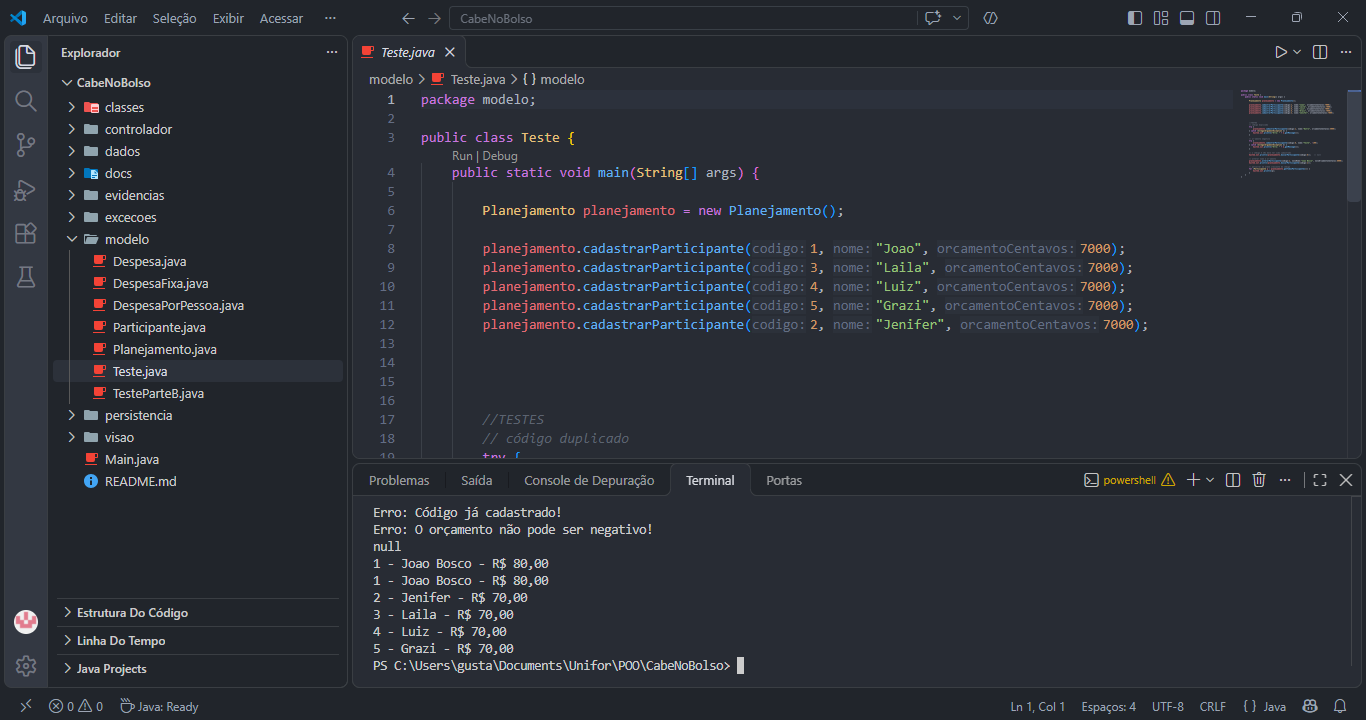 Arquivo Editar Seleção Exibir Acessar ··· CabeNoBolso
Explorador ···
CabeNoBolso
classes
controlador
dados
docs
evidencias
excecoes
modelo
Despesa.java
DespesaFixa.java
DespesaPorPessoa.java
Participante.java
Planejamento.java
Teste.java
TesteParteB.java
persistencia
visao
Main.java
README.md
Estrutura Do Código
Linha Do Tempo
Java Projects
Teste.java
modelo > Teste.java > { } modelo
1 package modelo;
2
3 public class Teste {
Run | Debug
4 public static void main(String[] args) {
5
6 Planejamento planejamento = new Planejamento();
7
8 planejamento.cadastrarParticipante(codigo: 1, nome: "Joao", orcamentoCentavos: 7000);
9 planejamento.cadastrarParticipante(codigo: 3, nome: "Laila", orcamentoCentavos: 7000);
10 planejamento.cadastrarParticipante(codigo: 4, nome: "Luiz", orcamentoCentavos: 7000);
11 planejamento.cadastrarParticipante(codigo: 5, nome: "Grazi", orcamentoCentavos: 7000);
12 planejamento.cadastrarParticipante(codigo: 2, nome: "Jenifer", orcamentoCentavos: 7000);
13
14
15
16
17 //TESTES
18 // código duplicado
19 try {
Problemas Saída Console de Depuração Terminal Portas powershell
Erro: Código já cadastrado!
Erro: O orçamento não pode ser negativo!
null
1 - Joao Bosco - R$ 80,00
1 - Joao Bosco - R$ 80,00
2 - Jenifer - R$ 70,00
3 - Laila - R$ 70,00
4 - Luiz - R$ 70,00
5 - Grazi - R$ 70,00
PS C:\Users\gusta\Documents\Unifor\POO\CabeNoBolso>
0 0 Java: Ready Ln 1, Col 1 Espaços: 4 UTF-8 CRLF { } Java